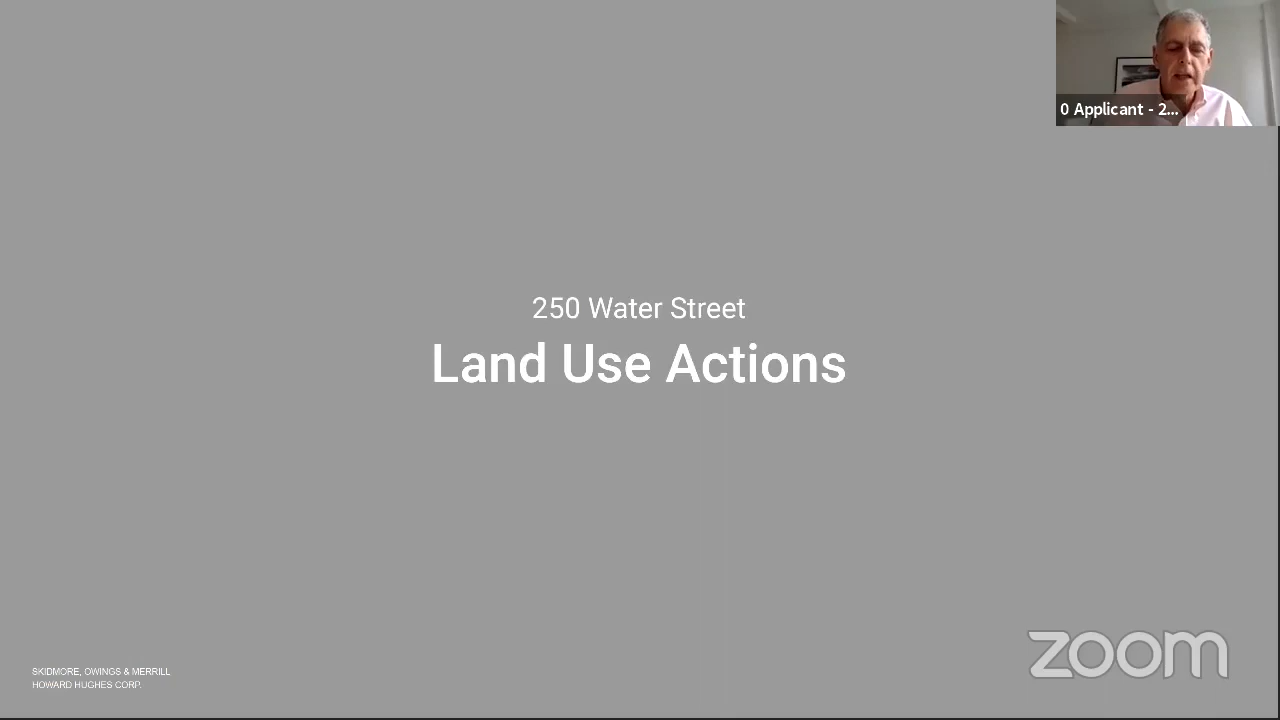 0 Applicant - 2...
250 Water Street
Land Use Actions
SKIDMORE, OWINGS & MERRILL
HOWARD HUGHES CORP.
zoom